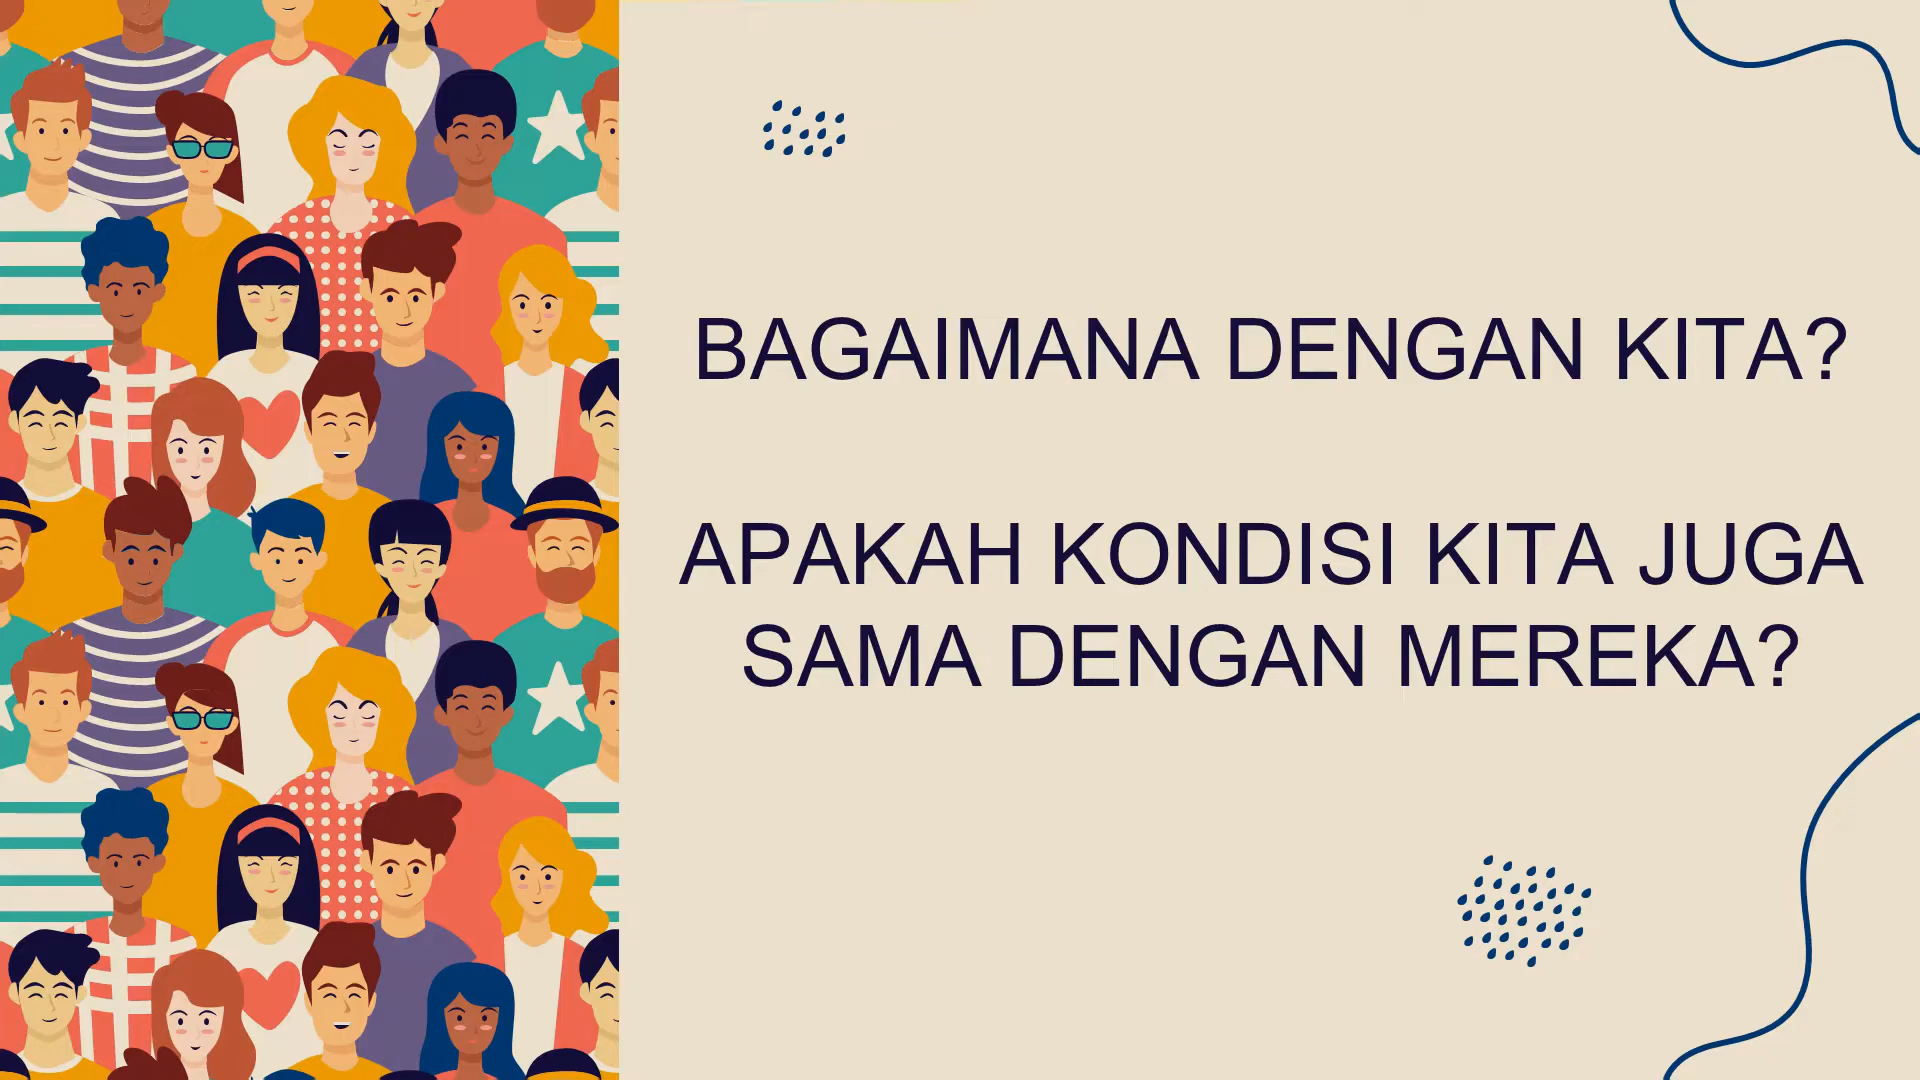 BAGAIMANA DENGAN KITA?
APAKAH KONDISI KITA JUGA
SAMA DENGAN MEREKA?